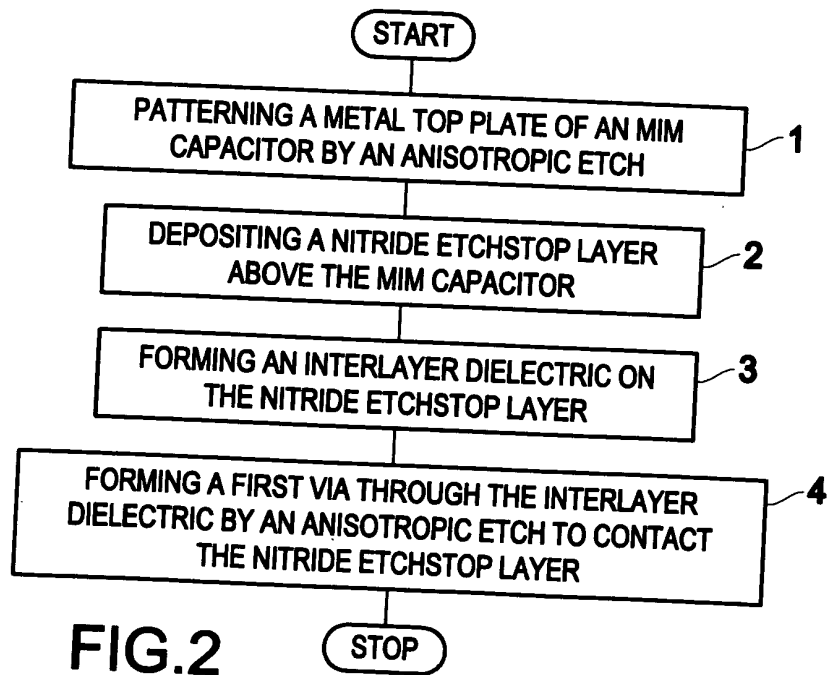 START
PATTERNING A METAL TOP PLATE OF AN MIM
CAPACITOR BY AN ANISOTROPIC ETCH
1
DEPOSITING A NITRIDE ETCHSTOP LAYER
ABOVE THE MIM CAPACITOR
2
FORMING AN INTERLAYER DIELECTRIC ON
THE NITRIDE ETCHSTOP LAYER
3
FORMING A FIRST VIA THROUGH THE INTERLAYER
DIELECTRIC BY AN ANISOTROPIC ETCH TO CONTACT
THE NITRIDE ETCHSTOP LAYER
4
STOP
FIG.2